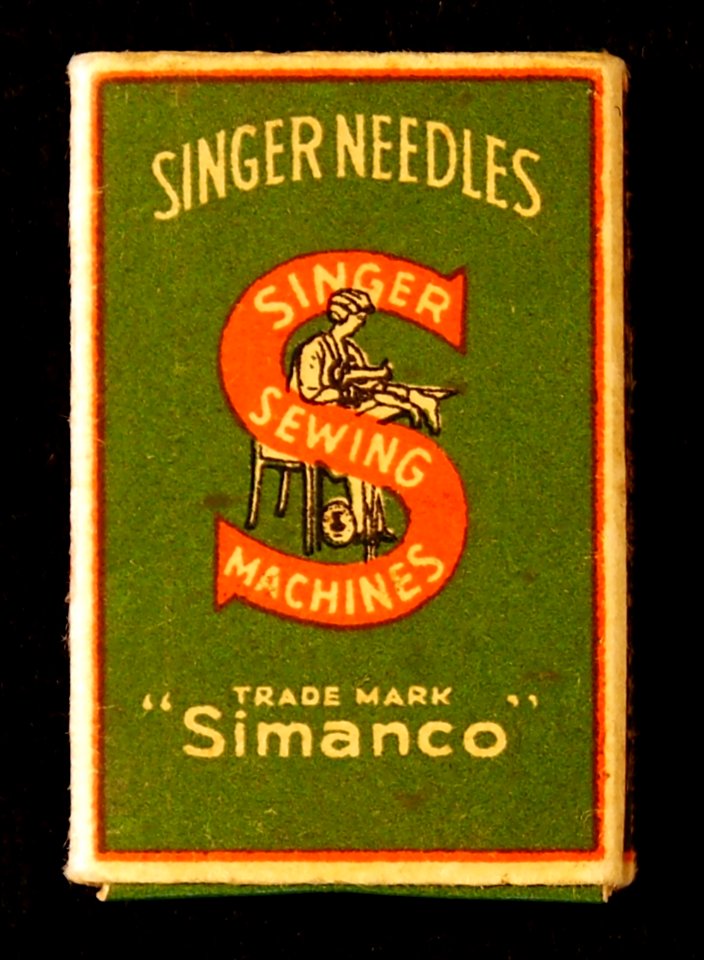 SINGER NEEDLES
SINGER
SEWING
MACHINES
TRADE MARK
“Simanco”